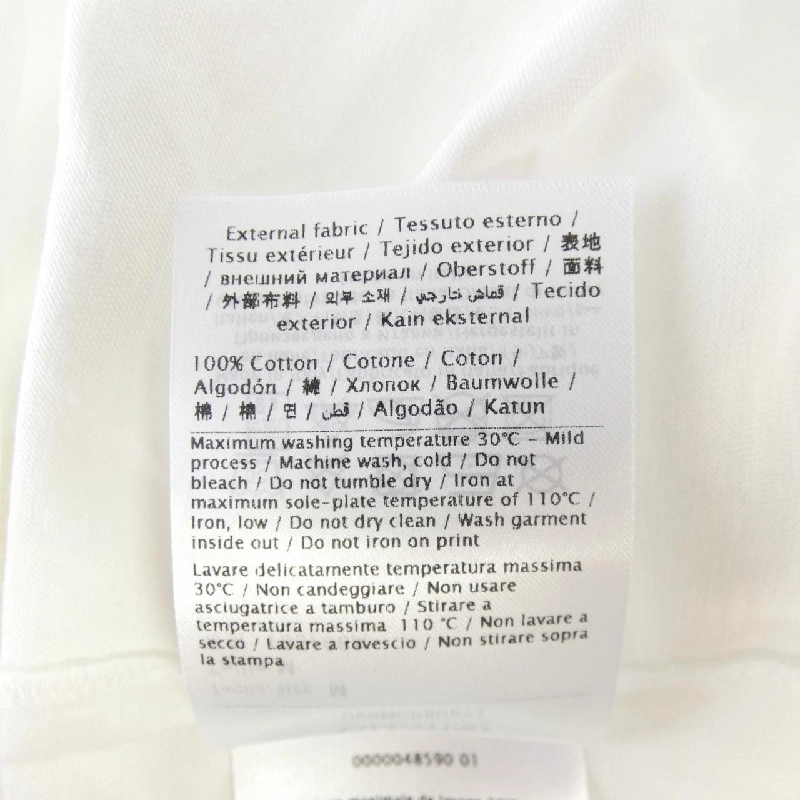 External fabric / Tessuto esterno /
Tissu extérieur / Tejido exterior / 表地
/ внешний материал / Oberstoff / 面料
/ 外部布料 / 외부 소재 / قماش خارجي / Tecido
exterior / Kain eksternal
100% Cotton / Cotone / Coton /
Algodón / 綿 / Хлопок / Baumwolle /
棉 / 棉 / 면 / قطن / Algodão / Katun
Maximum washing temperature 30°C - Mild
process / Machine wash, cold / Do not
bleach / Do not tumble dry / Iron at
maximum sole-plate temperature of 110°C /
Iron, low / Do not dry clean / Wash garment
inside out / Do not iron on print
Lavare delicatamente temperatura massima
30°C / Non candeggiare / Non usare
asciugatrice a tamburo / Stirare a
temperatura massima 110 °C / Non lavare a
secco / Lavare a rovescio / Non stirare sopra
la stampa
0000048590 01